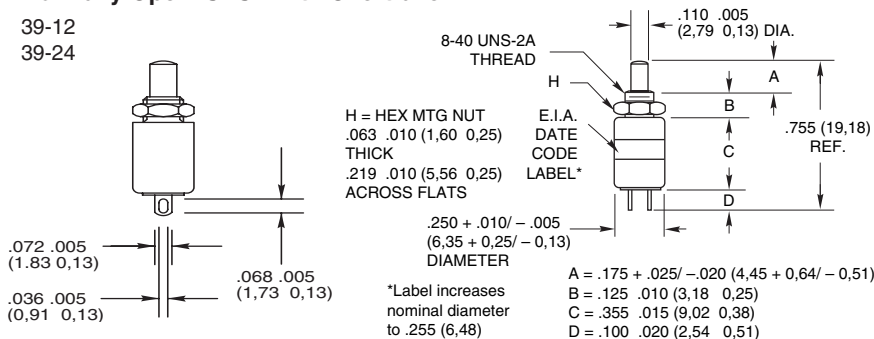 39-12
39-24
8-40 UNS-2A
THREAD
H
.110 .005
(2,79 0,13) DIA.
A
B
C
D
.755 (19,18)
REF.
H = HEX MTG NUT
.063 .010 (1,60 0,25)
THICK
.219 .010 (5,56 0,25)
ACROSS FLATS
E.I.A.
DATE
CODE
LABEL*
.072 .005
(1.83 0,13)
.036 .005
(0,91 0,13)
.068 .005
(1,73 0,13)
.250 + .010/ – .005
(6,35 + 0,25/ – 0,13)
DIAMETER
*Label increases
nominal diameter
to .255 (6,48)
A = .175 + .025/ –.020 (4,45 + 0,64/ – 0,51)
B = .125 .010 (3,18 0,25)
C = .355 .015 (9,02 0,38)
D = .100 .020 (2,54 0,51)